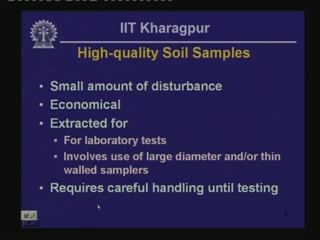 IIT Kharagpur
High-quality Soil Samples
• Small amount of disturbance
• Economical
• Extracted for
• For laboratory tests
• Involves use of large diameter and/or thin
walled samplers
• Requires careful handling until testing